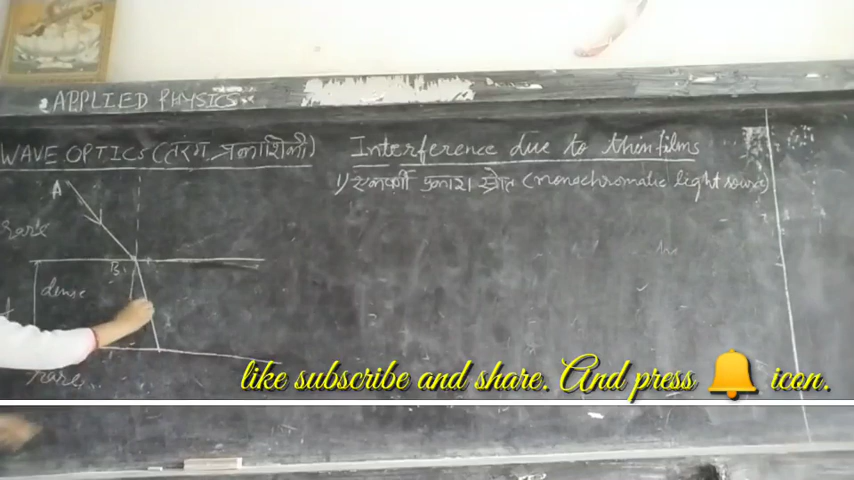 APPLIED PHYSICS
WAVE OPTICS (तरंग प्रकाशिकी)
Interference due to thin films
1) एकवर्णी प्रकाश स्रोत (monochromatic light source)
A
rare
B
dense
rare
like subscribe and share. And press 🔔 icon.